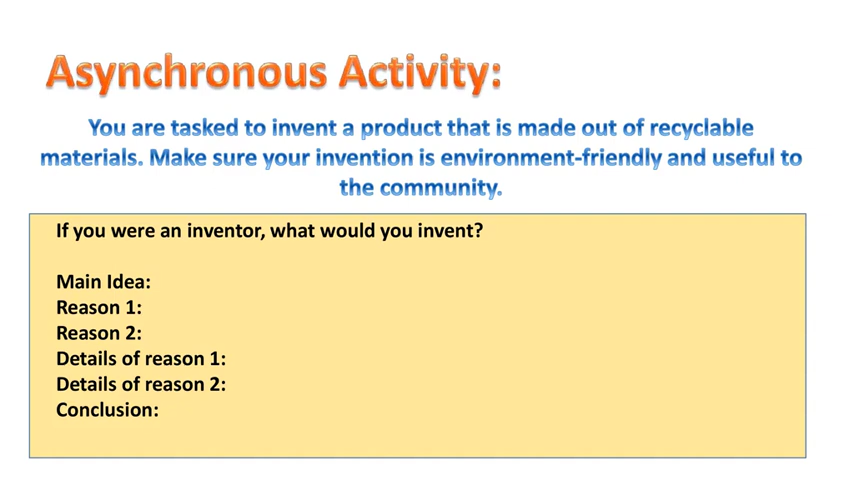 Asynchronous Activity:
You are tasked to invent a product that is made out of recyclable
materials. Make sure your invention is environment-friendly and useful to
the community.
If you were an inventor, what would you invent?
Main Idea:
Reason 1:
Reason 2:
Details of reason 1:
Details of reason 2:
Conclusion: